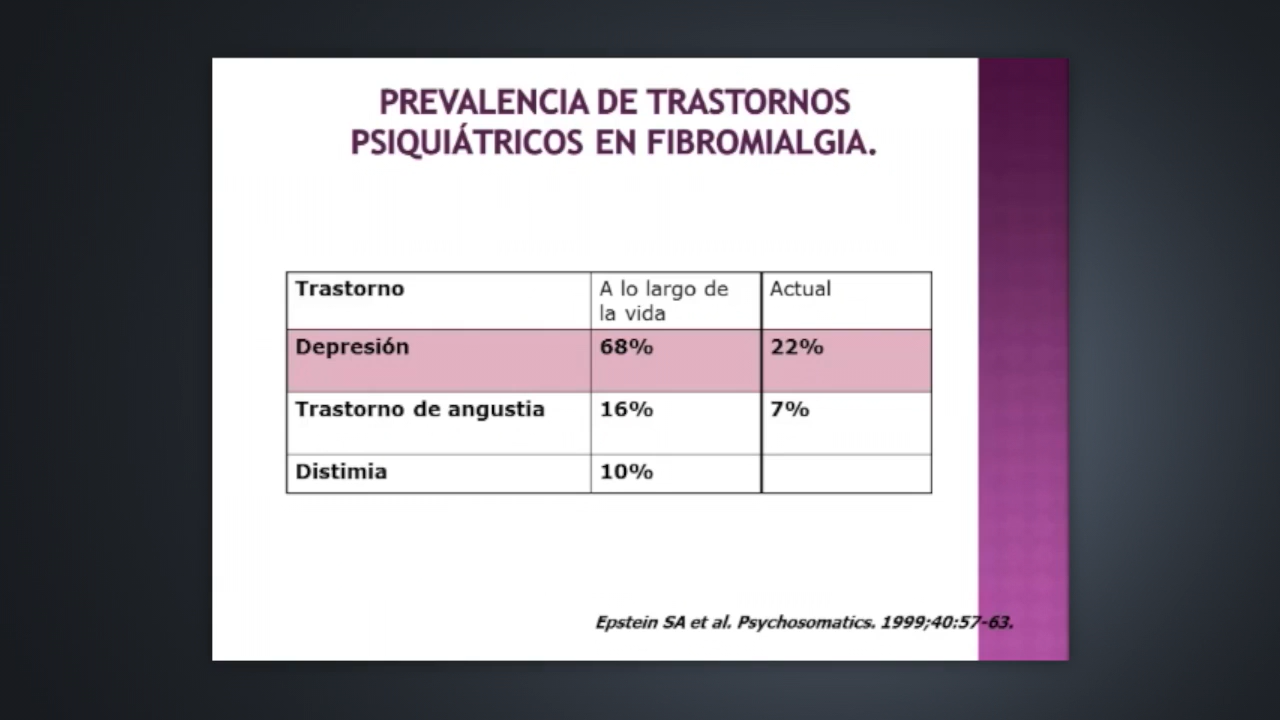 PREVALENCIA DE TRASTORNOS
PSIQUIÁTRICOS EN FIBROMIALGIA.
Trastorno A lo largo de la vida Actual
Depresión 68% 22%
Trastorno de angustia 16% 7%
Distimia 10%
Epstein SA et al. Psychosomatics. 1999;40:57-63.